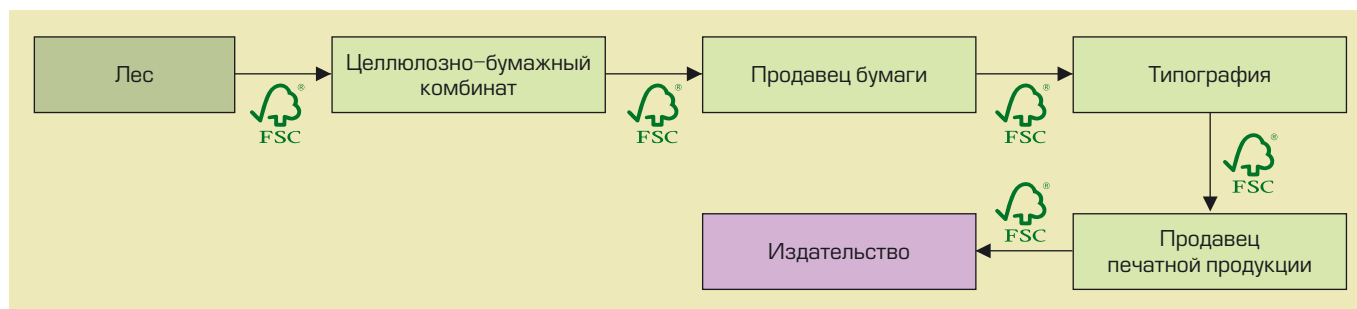 Лес
Целлюлозно-бумажный
комбинат
Продавец бумаги
Типография
®
FSC
®
FSC
®
FSC
®
FSC
®
FSC
Издательство
Продавец
печатной продукции